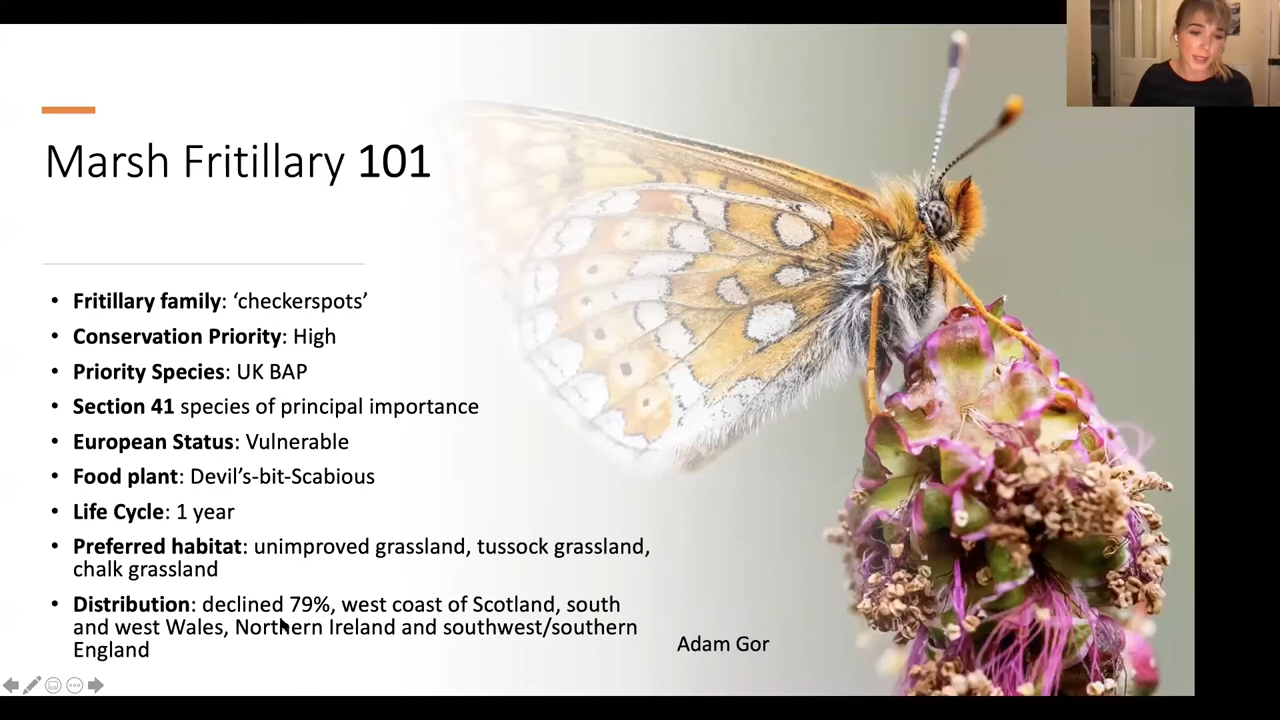 Marsh Fritillary 101
• Fritillary family: ‘checkerspots’
• Conservation Priority: High
• Priority Species: UK BAP
• Section 41 species of principal importance
• European Status: Vulnerable
• Food plant: Devil’s-bit-Scabious
• Life Cycle: 1 year
• Preferred habitat: unimproved grassland, tussock grassland,
chalk grassland
• Distribution: declined 79%, west coast of Scotland, south
and west Wales, Northern Ireland and southwest/southern
England
Adam Gor